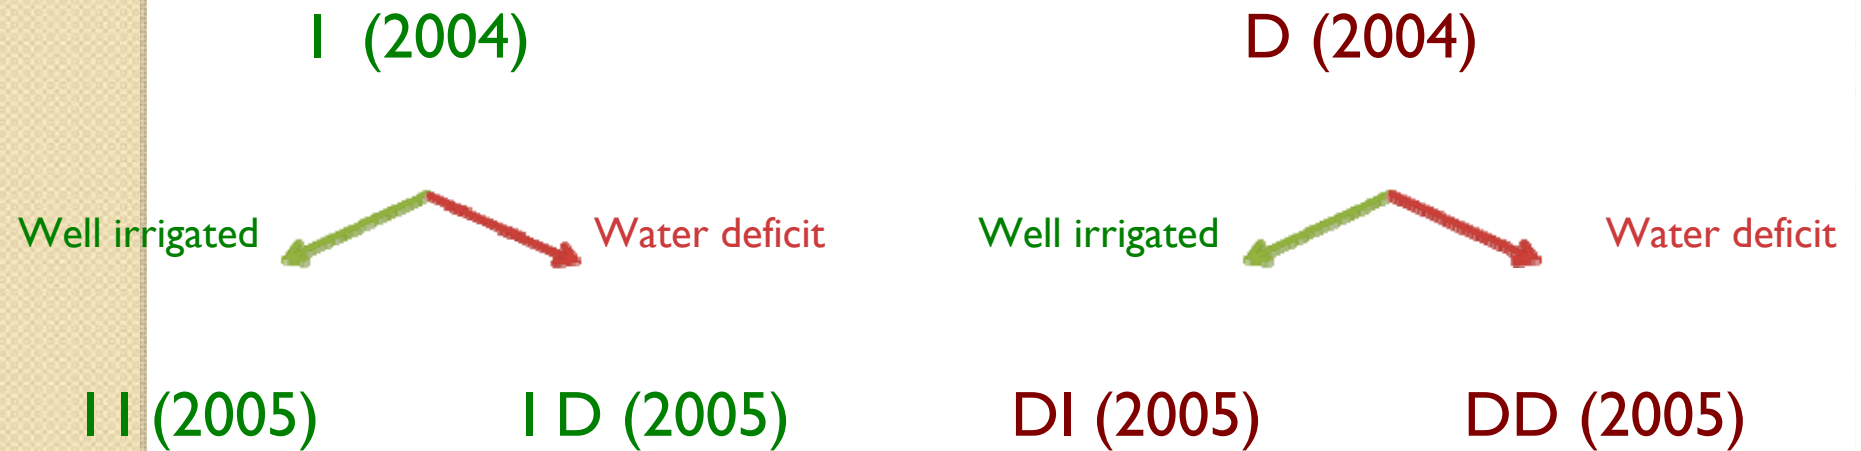 I (2004) D (2004)
Well irrigated Water deficit Well irrigated Water deficit
I I (2005) I D (2005) DI (2005) DD (2005)